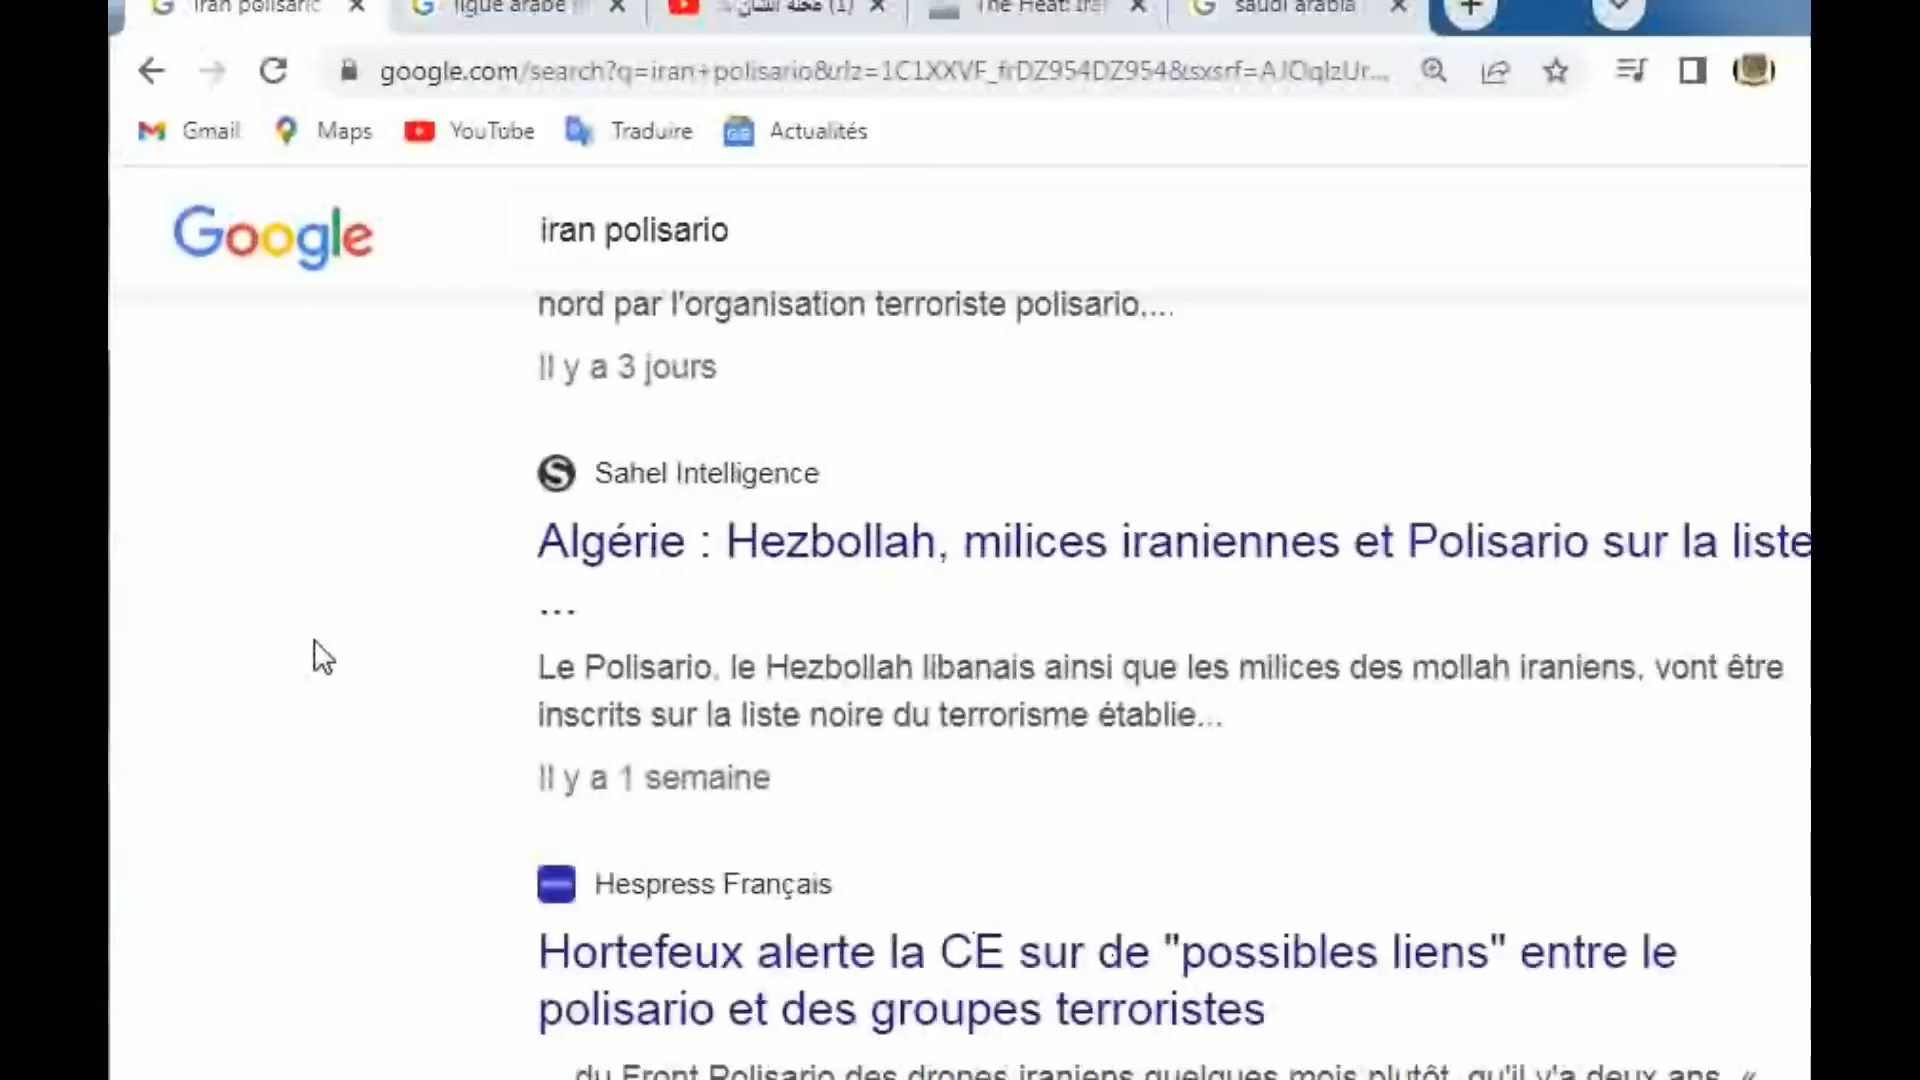 iran polisaric
ligue arabe
(1) مجلة الشان
The Heat: Ira
saudi arabia
google.com/search?q=iran+polisario&rlz=1C1XXVF_frDZ954DZ954&sxsrf=AJOqlzUr...
Gmail Maps YouTube Traduire Actualités
Google
iran polisario
nord par l'organisation terroriste polisario,...
Il y a 3 jours
Sahel Intelligence
Algérie : Hezbollah, milices iraniennes et Polisario sur la liste
...
Le Polisario, le Hezbollah libanais ainsi que les milices des mollah iraniens, vont être
inscrits sur la liste noire du terrorisme établie...
Il y a 1 semaine
Hespress Français
Hortefeux alerte la CE sur de "possibles liens" entre le
polisario et des groupes terroristes
du Front Polisario des drones iraniens quelques mois plutôt, qu'il y'a deux ans, «